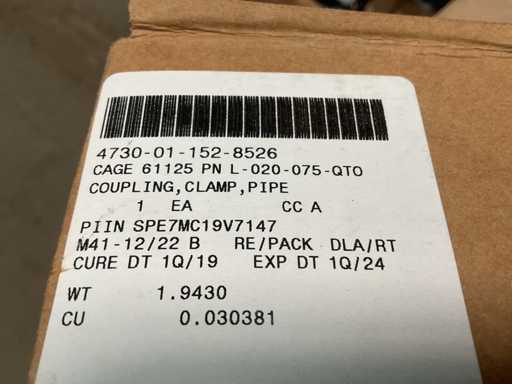 4730-01-152-8526
CAGE 61125 PN L-020-075-QTO
COUPLING,CLAMP,PIPE
1 EA CC A
PIIN SPE7MC19V7147
M41-12/22 B RE/PACK DLA/RT
CURE DT 1Q/19 EXP DT 1Q/24
WT 1.9430
CU 0.030381